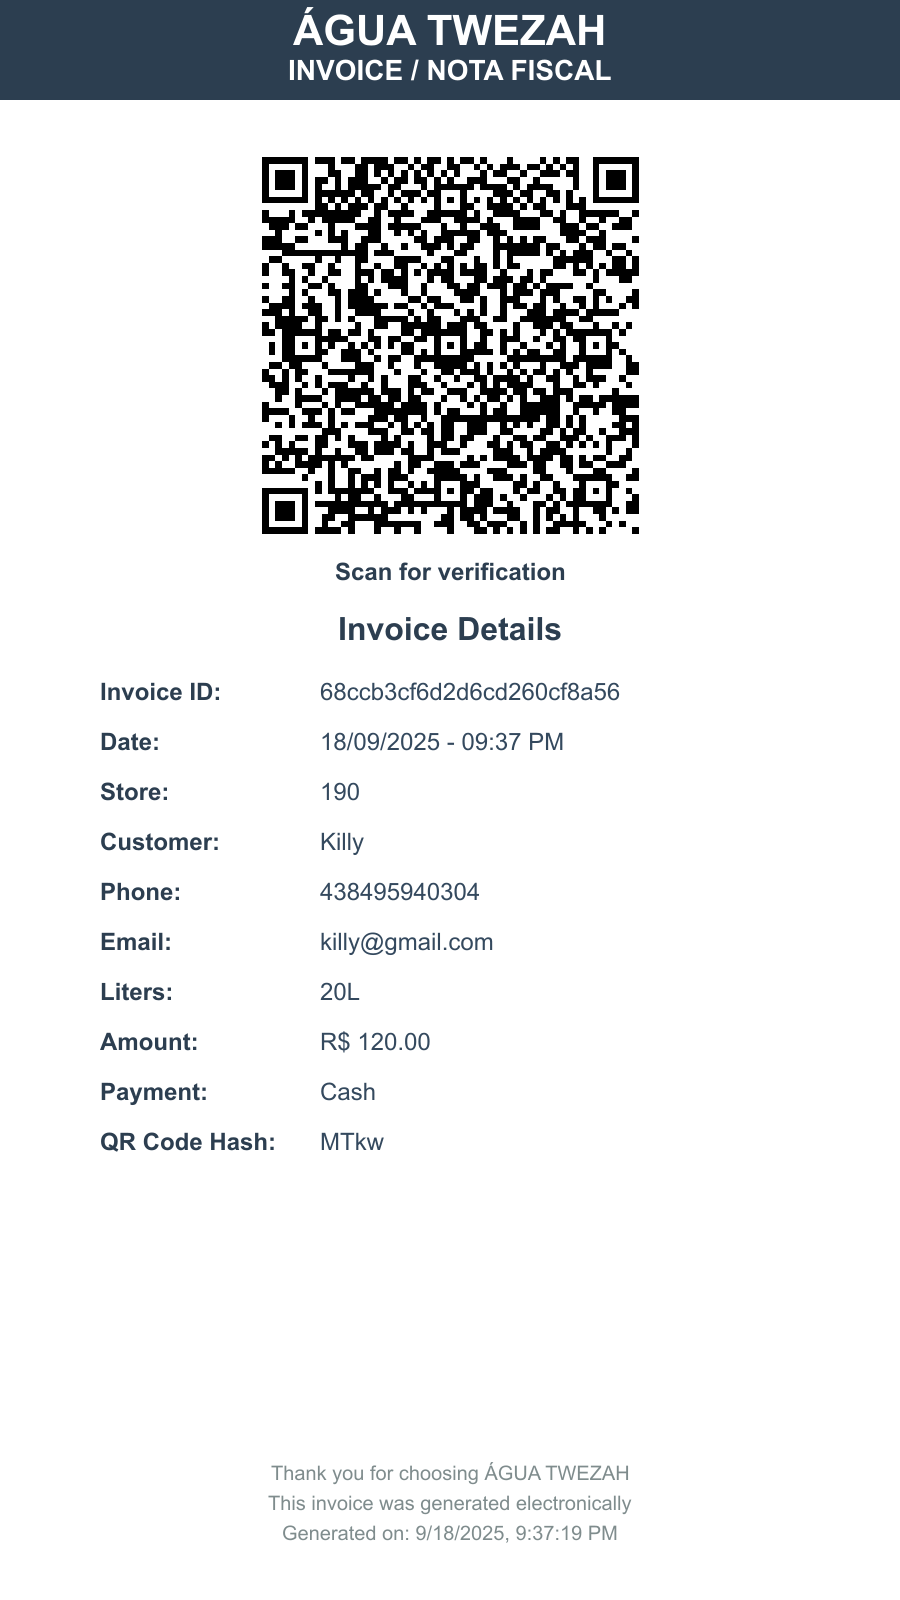 ÁGUA TWEZAH
INVOICE / NOTA FISCAL
Scan for verification
Invoice Details
Invoice ID: 68ccb3cf6d2d6cd260cf8a56
Date: 18/09/2025 - 09:37 PM
Store: 190
Customer: Killy
Phone: 438495940304
Email: killy@gmail.com
Liters: 20L
Amount: R$ 120.00
Payment: Cash
QR Code Hash: MTkw
Thank you for choosing ÁGUA TWEZAH
This invoice was generated electronically
Generated on: 9/18/2025, 9:37:19 PM